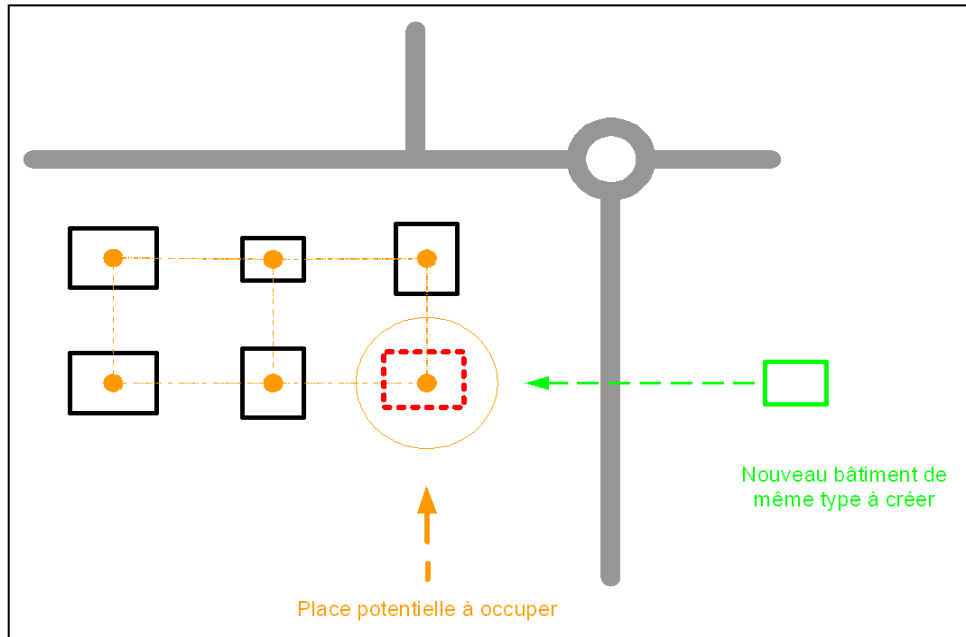 Nouveau bâtiment de
même type à créer
Place potentielle à occuper